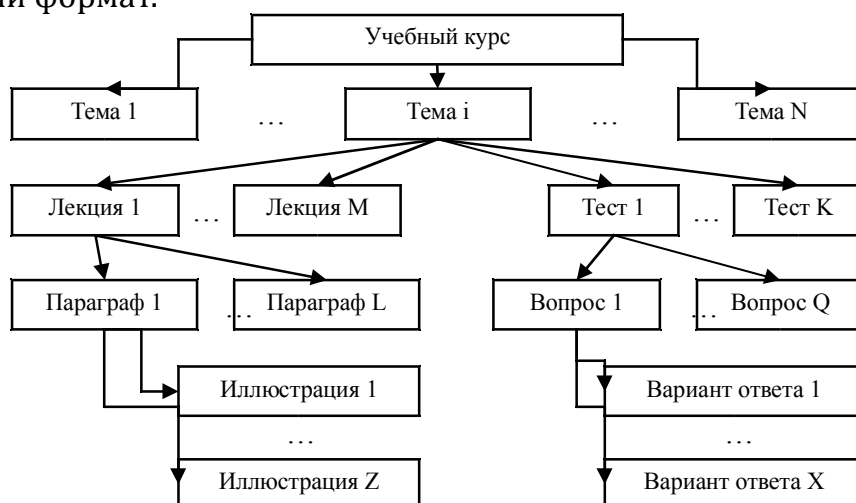 формат.
Учебный курс
Тема 1 … Тема i … Тема N
Лекция 1 … Лекция M Тест 1 … Тест K
Параграф 1 … Параграф L Вопрос 1 … Вопрос Q
Иллюстрация 1 Вариант ответа 1
… …
Иллюстрация Z Вариант ответа X